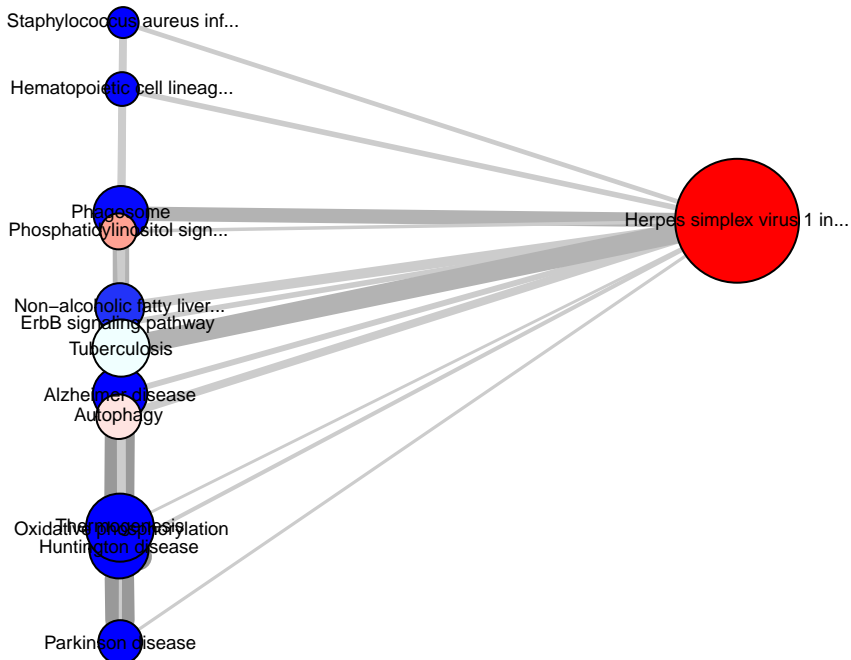 Staphylococcus aureus inf...
Hematopoietic cell lineag...
Phagosome
Herpes simplex virus 1 in...
Phosphatidylinositol sign...
Non−alcoholic fatty liver...
ErbB signaling pathway
Tuberculosis
Alzheimer disease
Autophagy
Thermogenesis
Oxidative phosphorylation
Huntington disease
Parkinson disease